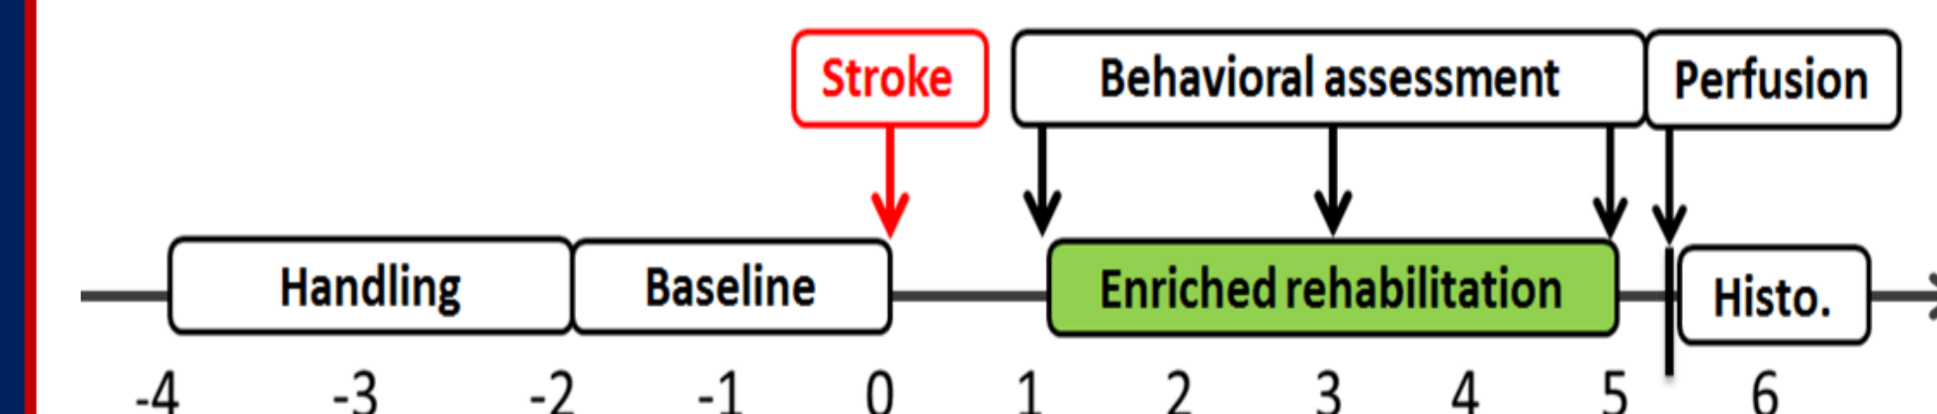 Stroke Behavioral assessment Perfusion
Handling Baseline Enriched rehabilitation Histo.
-4 -3 -2 -1 0 1 2 3 4 5 6